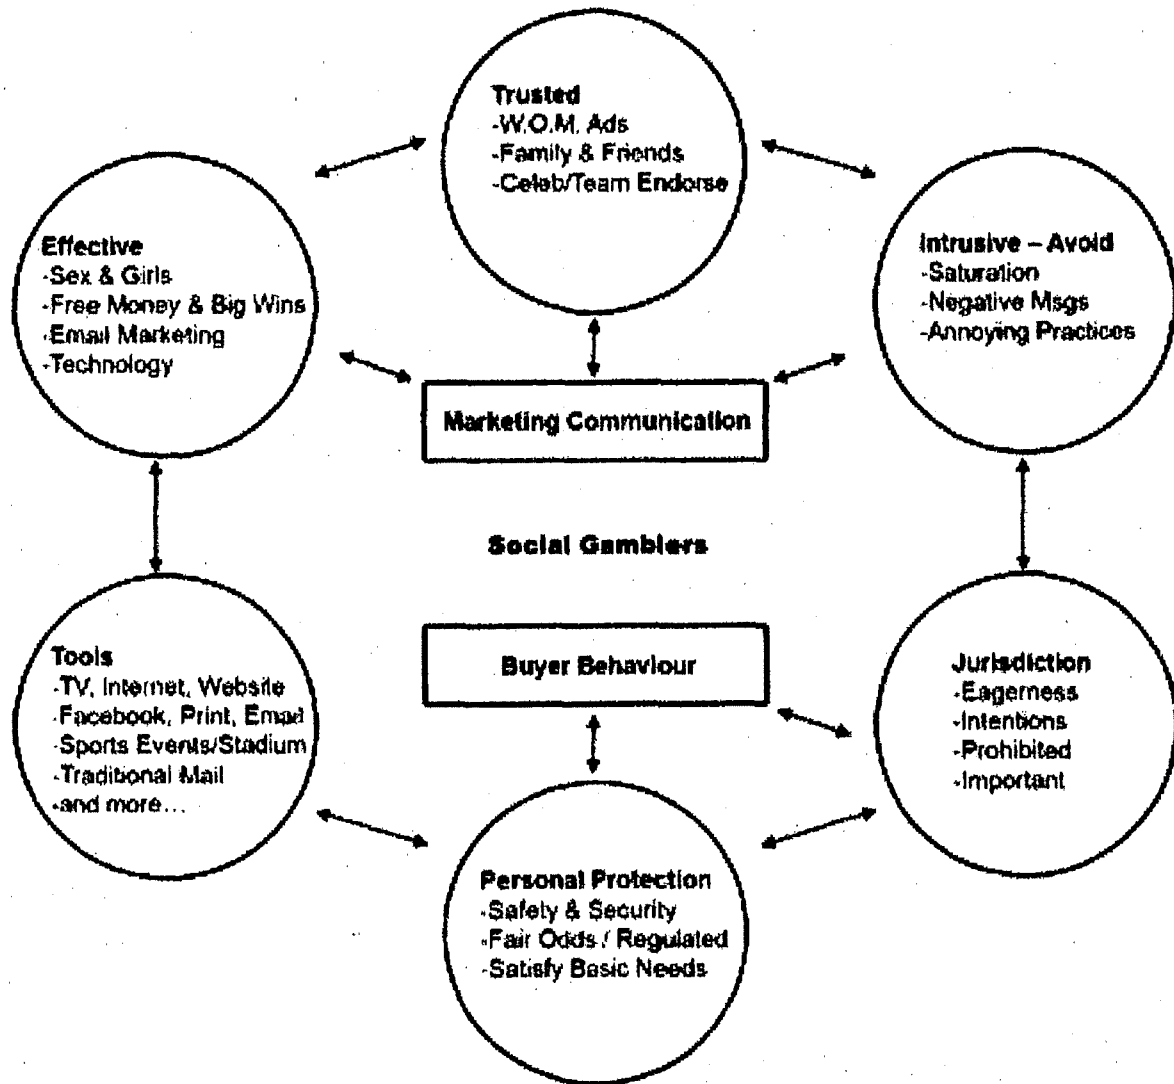 Trusted
-W.O.M. Ads
-Family & Friends
-Celeb/Team Endorse
Effective
-Sex & Girls
-Free Money & Big Wins
-Email Marketing
-Technology
Intrusive – Avoid
-Saturation
-Negative Msgs
-Annoying Practices
Marketing Communication
Social Gamblers
Buyer Behaviour
Tools
-TV, Internet, Website
-Facebook, Print, Email
-Sports Events/Stadium
-Traditional Mail
-and more...
Jurisdiction
-Eagerness
-Intentions
-Prohibited
-Important
Personal Protection
-Safety & Security
-Fair Odds / Regulated
-Satisfy Basic Needs